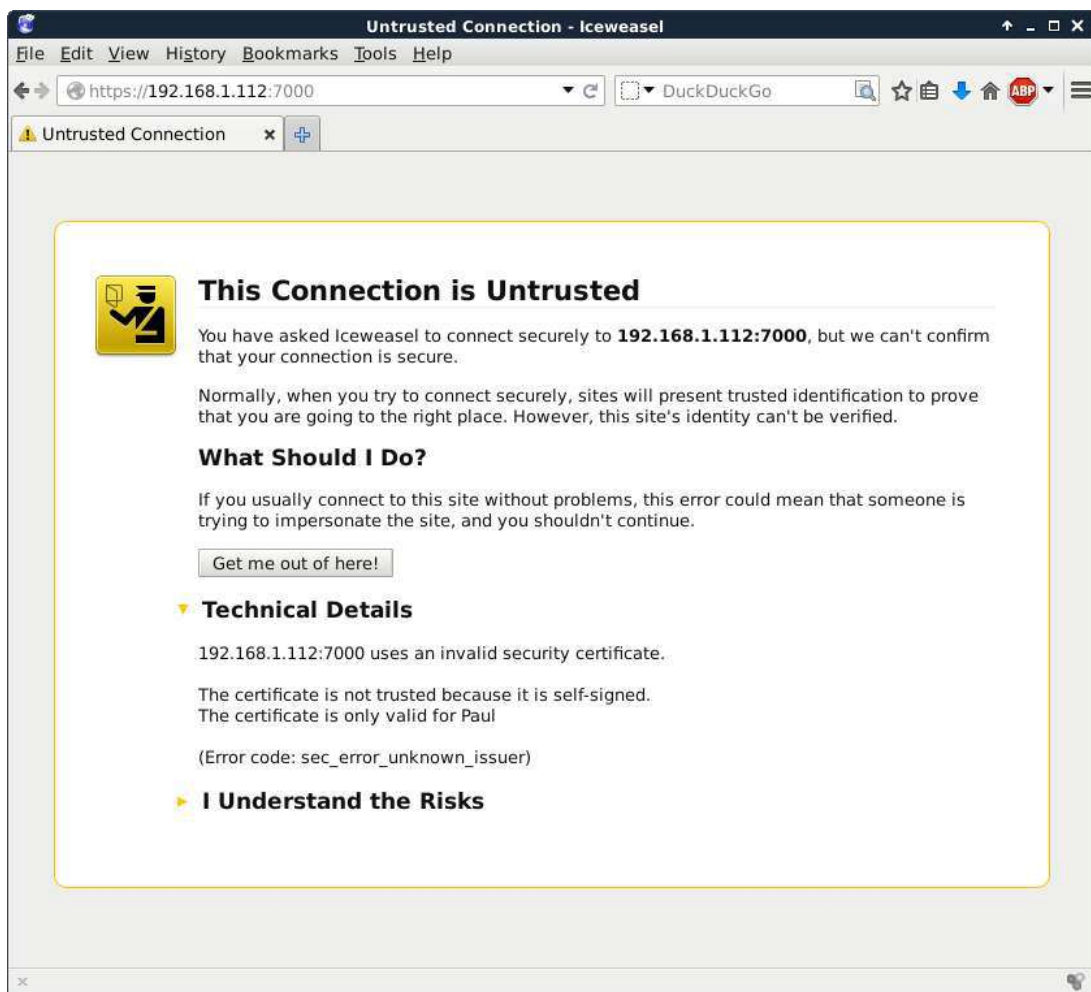 Untrusted Connection - Iceweasel
File Edit View History Bookmarks Tools Help
https://192.168.1.112:7000 DuckDuckGo ABP
Untrusted Connection
This Connection is Untrusted
You have asked Iceweasel to connect securely to 192.168.1.112:7000, but we can't confirm
that your connection is secure.
Normally, when you try to connect securely, sites will present trusted identification to prove
that you are going to the right place. However, this site's identity can't be verified.
What Should I Do?
If you usually connect to this site without problems, this error could mean that someone is
trying to impersonate the site, and you shouldn't continue.
Get me out of here!
Technical Details
192.168.1.112:7000 uses an invalid security certificate.
The certificate is not trusted because it is self-signed.
The certificate is only valid for Paul
(Error code: sec_error_unknown_issuer)
I Understand the Risks